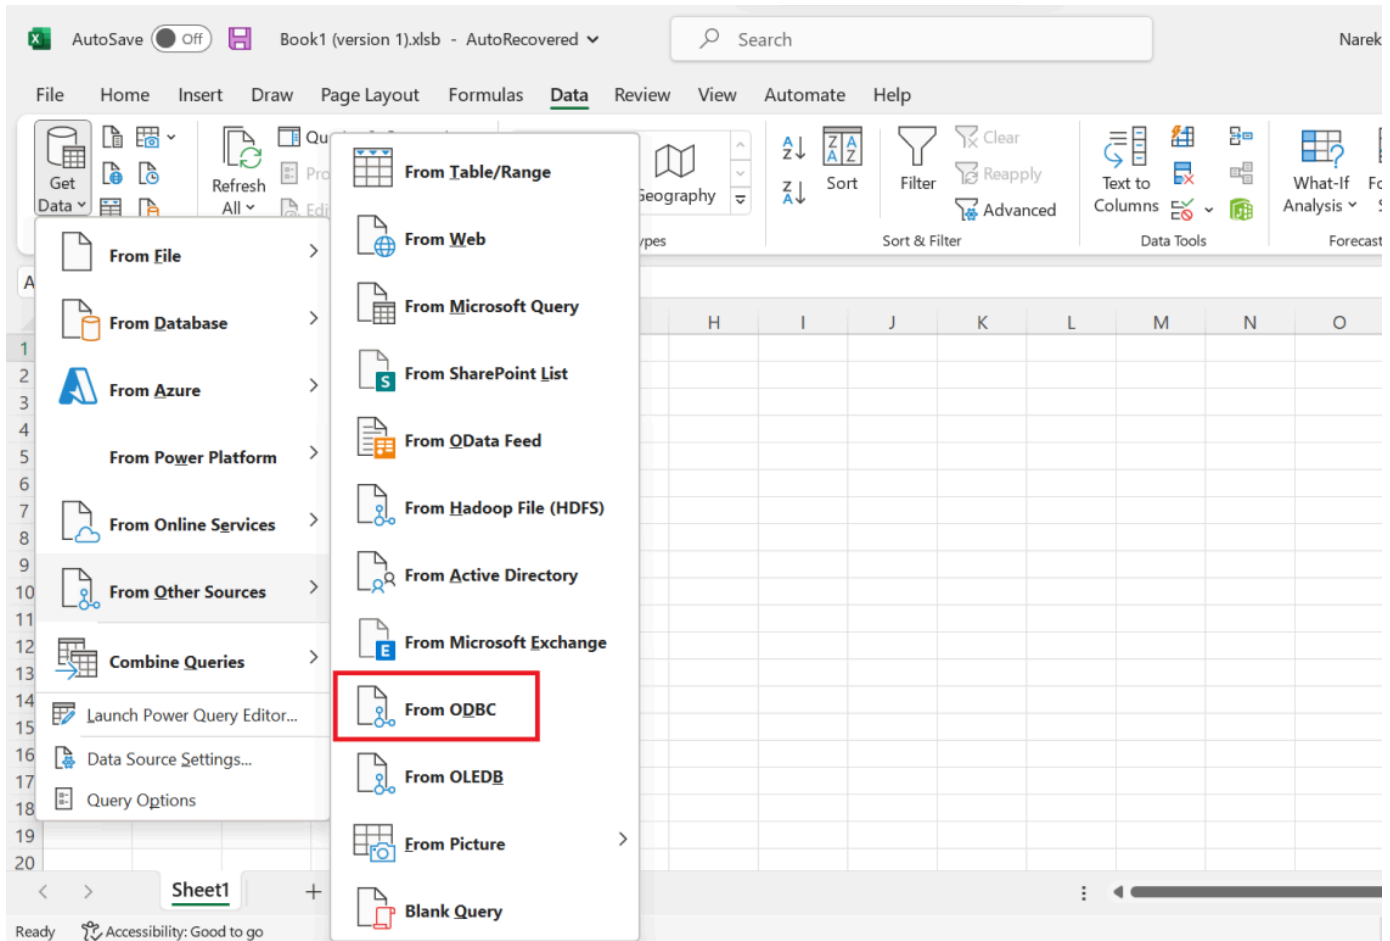 AutoSave Off Book1 (version 1).xlsb - AutoRecovered Search Narek
File Home Insert Draw Page Layout Formulas Data Review View Automate Help
Get Data
Refresh All
Geography
Sort
Filter
Clear
Reapply
Advanced
Text to Columns
What-If Analysis
Sort & Filter
Data Tools
Forecast
From File
From Database
From Azure
From Power Platform
From Online Services
From Other Sources
Combine Queries
Launch Power Query Editor...
Data Source Settings...
Query Options
From Table/Range
From Web
From Microsoft Query
From SharePoint List
From OData Feed
From Hadoop File (HDFS)
From Active Directory
From Microsoft Exchange
From ODBC
From OLEDB
From Picture
Blank Query
H I J K L M N O
1
2
3
4
5
6
7
8
9
10
11
12
13
14
15
16
17
18
19
20
Sheet1
Ready Accessibility: Good to go